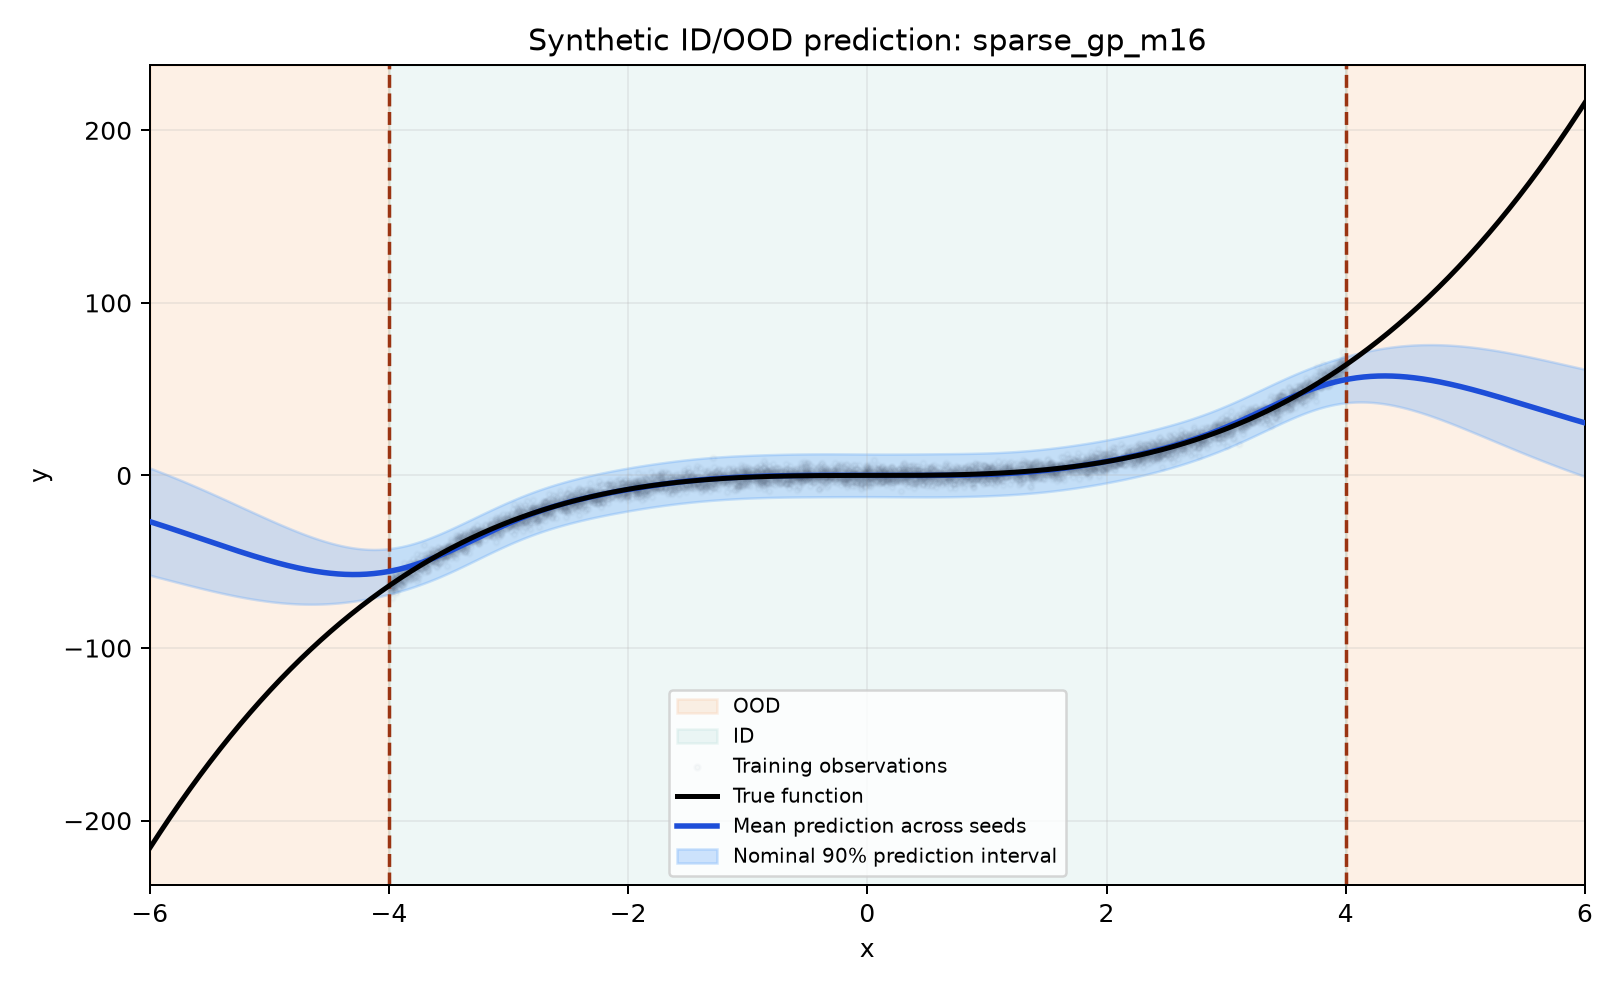 Synthetic ID/OOD prediction: sparse_gp_m16
y
200
100
0
−100
−200
OOD
ID
Training observations
True function
Mean prediction across seeds
Nominal 90% prediction interval
−6 −4 −2 0 2 4 6
x